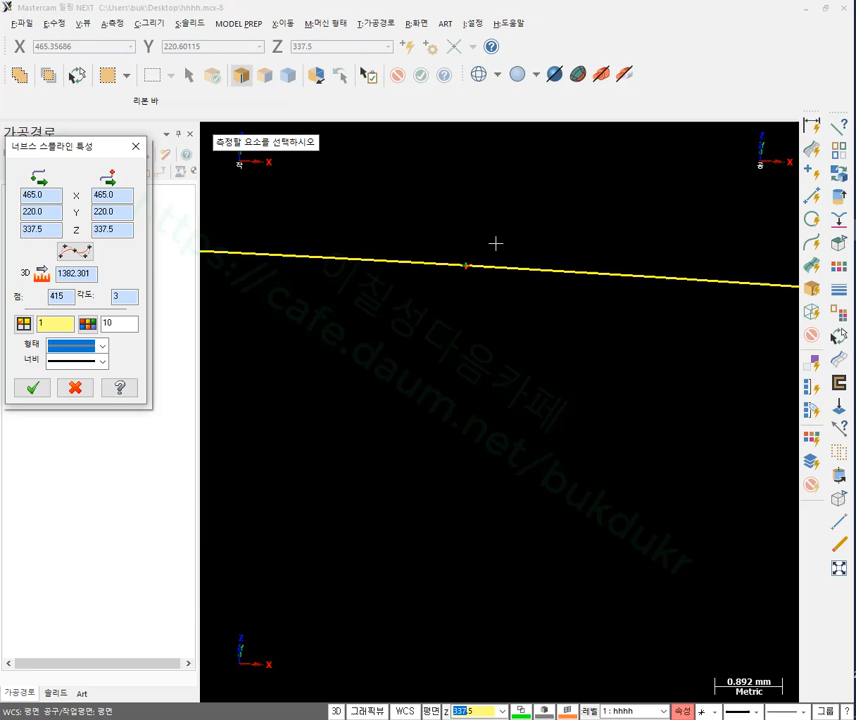 Mastercam 밀링 NEXT C:\Users\buk\Desktop\hhhh.mcx-8
F:파일 E:수정 V:뷰 A:측정 C:그리기 S:솔리드 MODEL PREP X:이동 M:머신 형태 T:가공경로 B:화면 ART I:설정 H:도움말
X 465.35686 Y 220.60115 Z 337.5
리본 바
가공경로
너브스 스플라인 특성
측정할 요소를 선택하시오
465.0 X 465.0
220.0 Y 220.0
337.5 Z 337.5
3D 1382.301
점: 415 각도: 3
1 10
형태
너비
X
작
X
공
Z
X
https://cafe.daum.net/bukdukr
0.892 mm
Metric
가공경로 솔리드 Art
WCS: 평면 공구/작업평면: 평면
3D 그래픽뷰 WCS 평면 Z 337.5 레벨 1 : hhhh 속성 그룹 ?